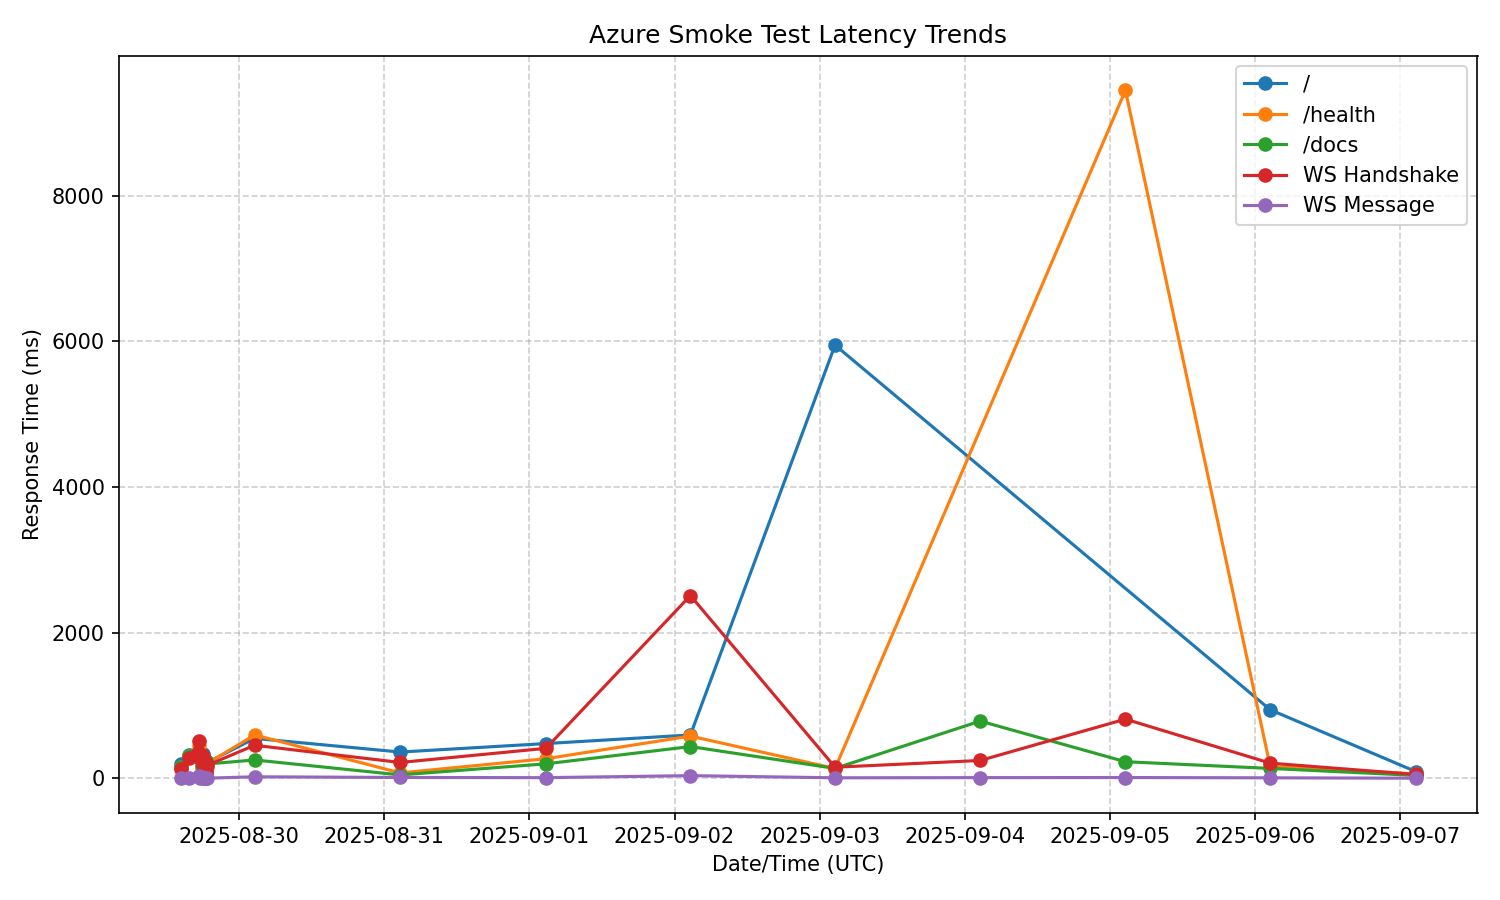 Azure Smoke Test Latency Trends
/
/health
/docs
WS Handshake
WS Message
Response Time (ms)
8000
6000
4000
2000
0
2025-08-30 2025-08-31 2025-09-01 2025-09-02 2025-09-03 2025-09-04 2025-09-05 2025-09-06 2025-09-07
Date/Time (UTC)